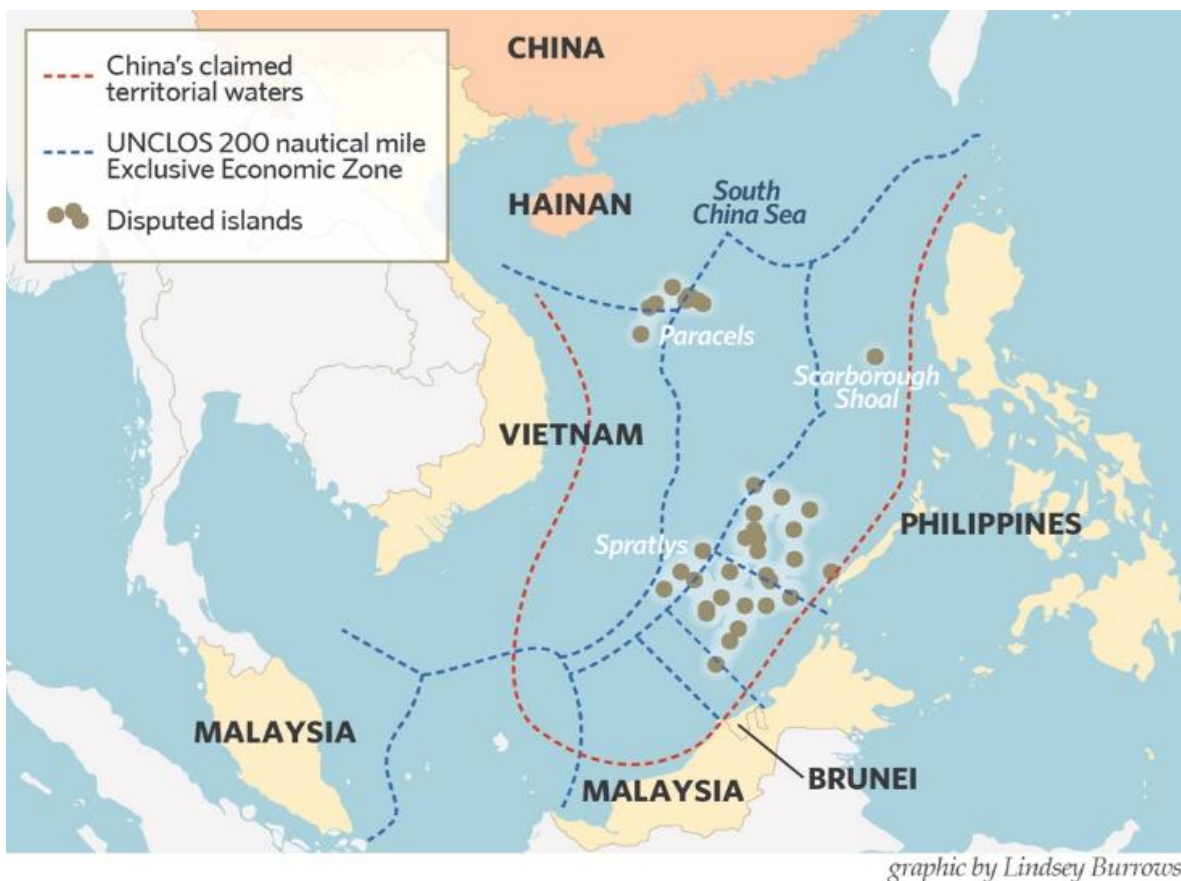 China's claimed
territorial waters
UNCLOS 200 nautical mile
Exclusive Economic Zone
Disputed islands
CHINA
HAINAN
South
China Sea
Paracels
Scarborough
Shoal
VIETNAM
Spratlys
PHILIPPINES
MALAYSIA
BRUNEI
MALAYSIA
graphic by Lindsey Burrows